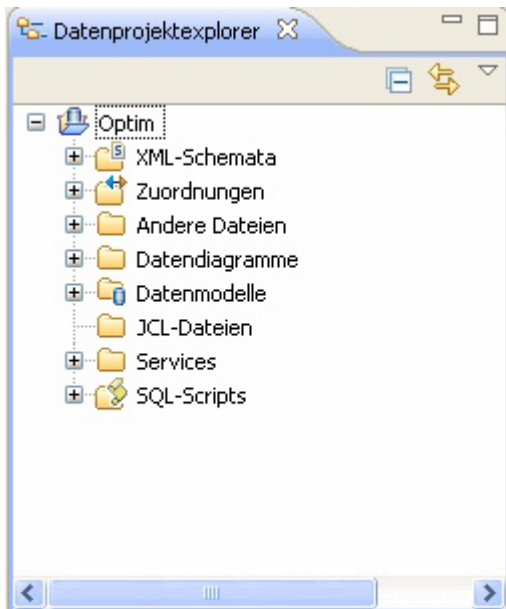 Datenprojektexplorer
Optim
XML-Schemata
Zuordnungen
Andere Dateien
Datendiagramme
Datenmodelle
JCL-Dateien
Services
SQL-Scripts